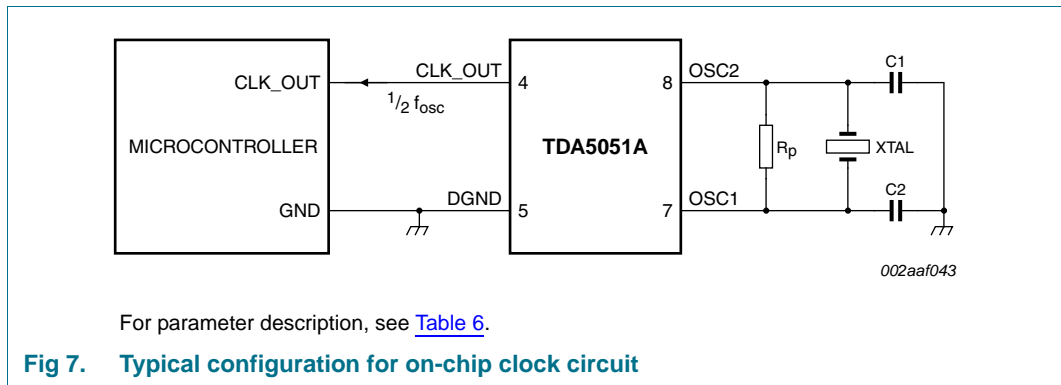 C1
CLK_OUT CLK_OUT 4 8 OSC2
1/2 fosc
MICROCONTROLLER TDA5051A Rp XTAL
C2
GND DGND 5 7 OSC1
002aaf043
For parameter description, see Table 6.
Fig 7. Typical configuration for on-chip clock circuit